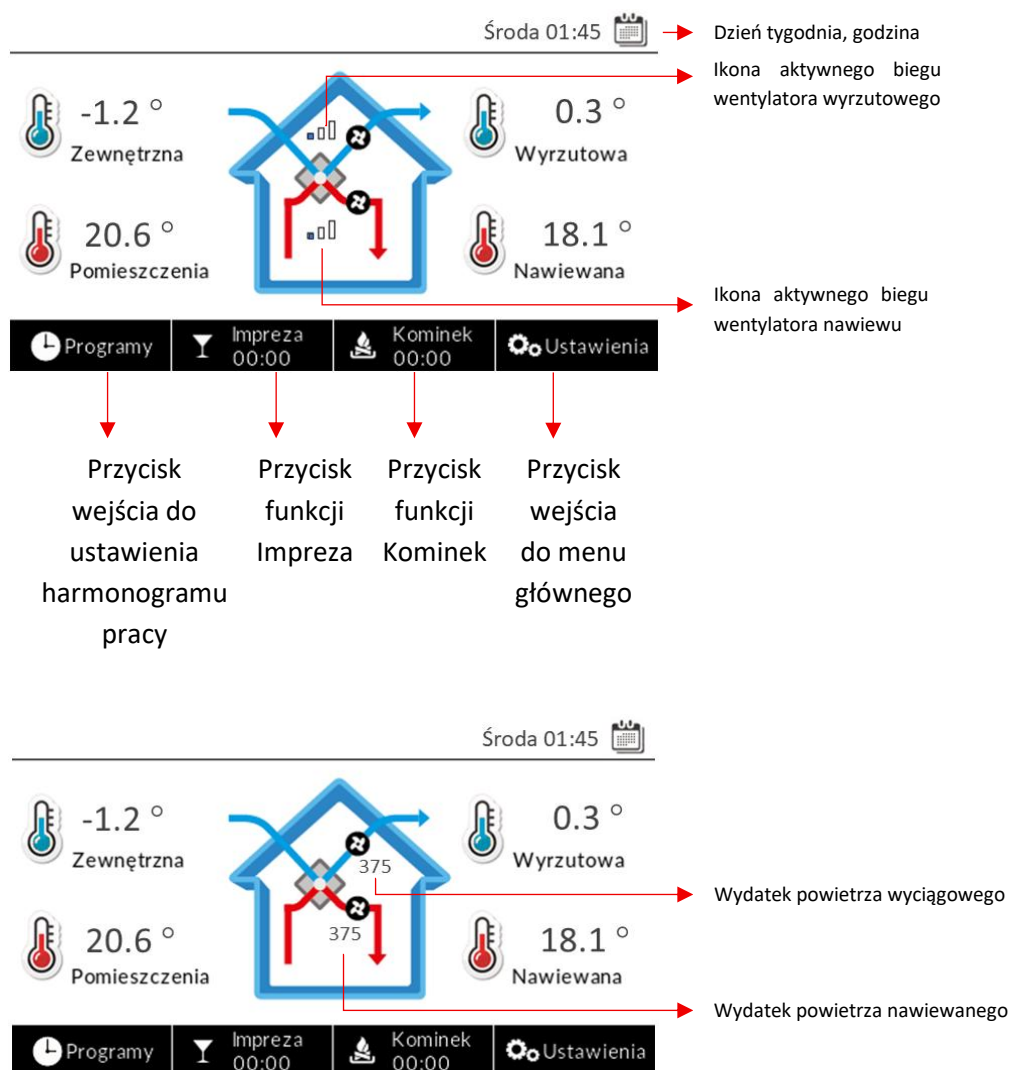 Środa 01:45
Dzień tygodnia, godzina
Ikona aktywnego biegu
wentylatora wyrzutowego
-1.2 °
Zewnętrzna
0.3 °
Wyrzutowa
20.6 °
Pomieszczenia
18.1 °
Nawiewana
Ikona aktywnego biegu
wentylatora nawiewu
Programy
Impreza
00:00
Kominek
00:00
Ustawienia
Przycisk
wejścia do
ustawienia
harmonogramu
pracy
Przycisk
funkcji
Impreza
Przycisk
funkcji
Kominek
Przycisk
wejścia
do menu
głównego
Środa 01:45
-1.2 °
Zewnętrzna
0.3 °
Wyrzutowa
375
Wydatek powietrza wyciągowego
20.6 °
Pomieszczenia
375
18.1 °
Nawiewana
Wydatek powietrza nawiewanego
Programy
Impreza
00:00
Kominek
00:00
Ustawienia